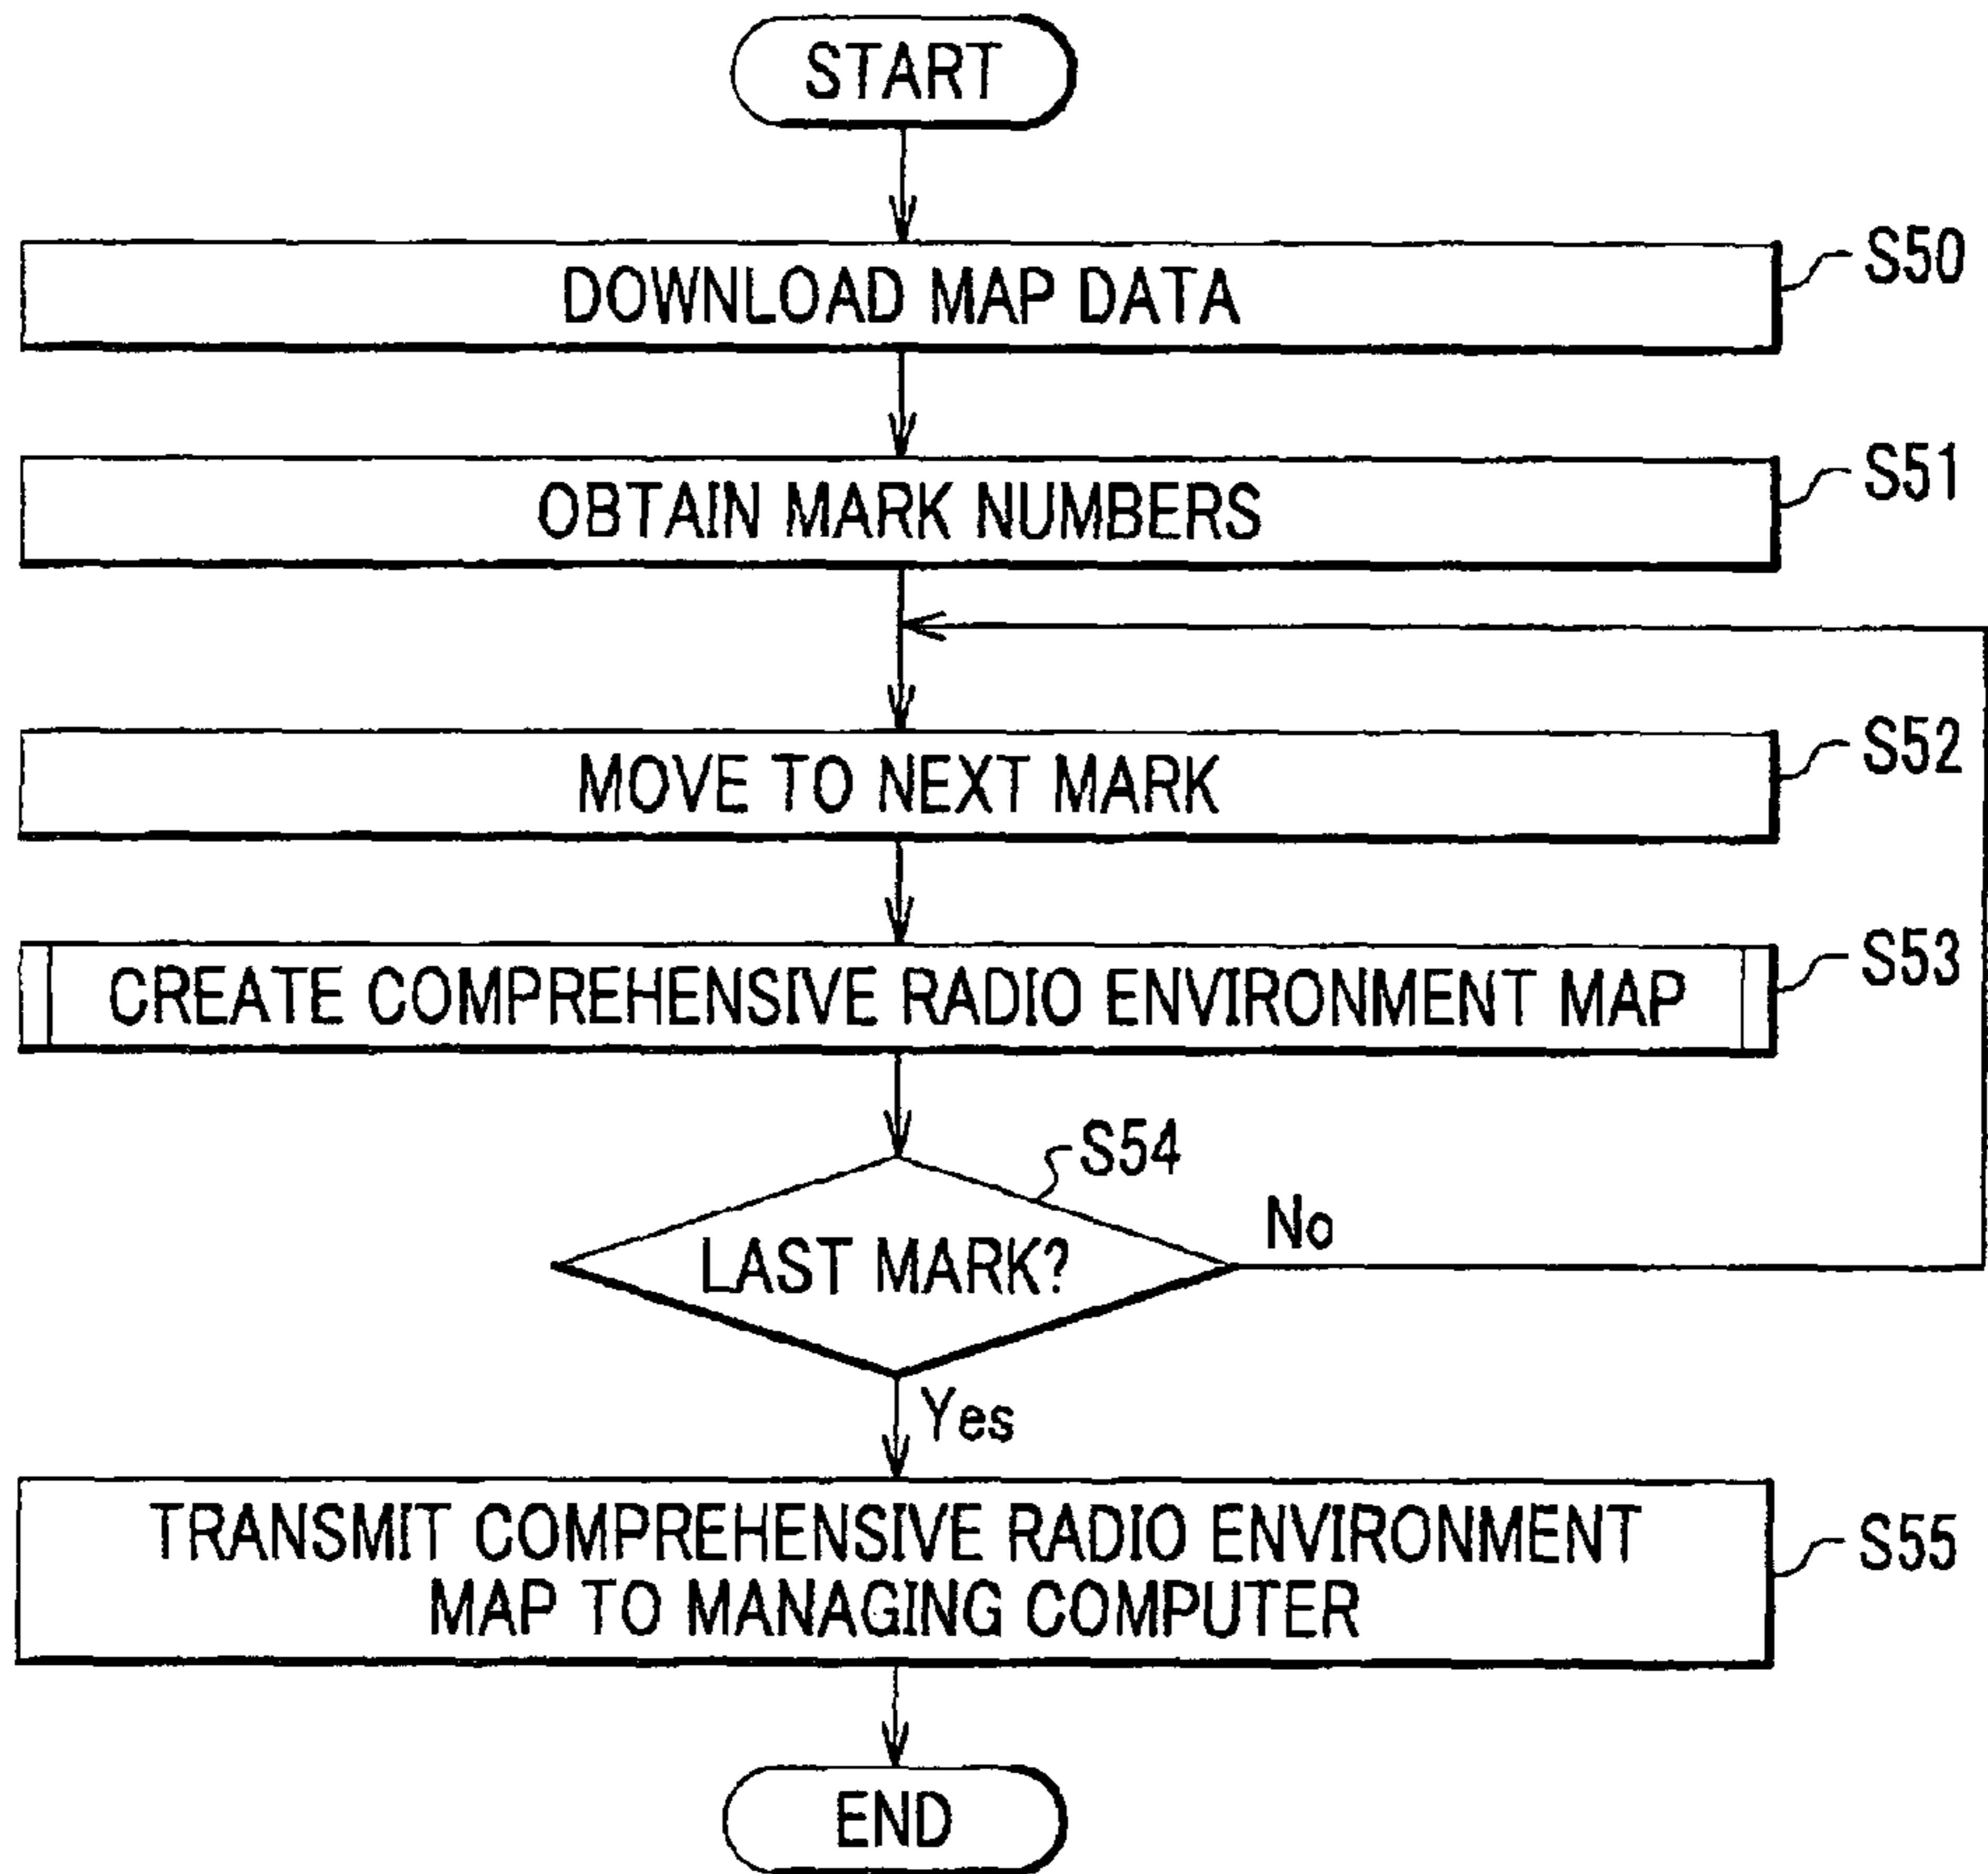 START
DOWNLOAD MAP DATA
S50
OBTAIN MARK NUMBERS
S51
MOVE TO NEXT MARK
S52
CREATE COMPREHENSIVE RADIO ENVIRONMENT MAP
S53
S54
LAST MARK?
No
Yes
TRANSMIT COMPREHENSIVE RADIO ENVIRONMENT
MAP TO MANAGING COMPUTER
S55
END